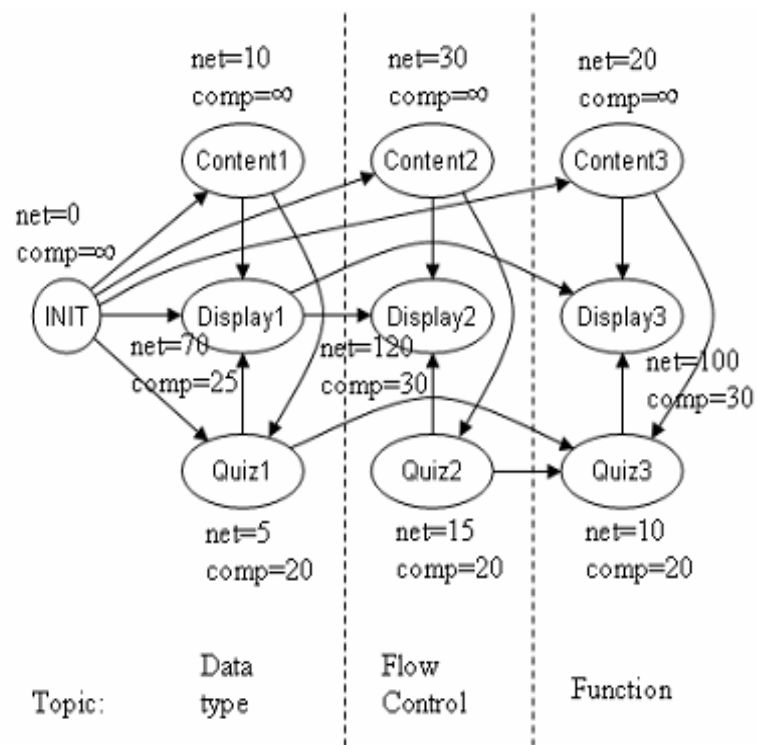 net=10
comp=∞
net=30
comp=∞
net=20
comp=∞
Content1
Content2
Content3
net=0
comp=∞
INIT
Display1
Display2
Display3
net=70
comp=25
net=120
comp=30
net=100
comp=30
Quiz1
Quiz2
Quiz3
net=5
comp=20
net=15
comp=20
net=10
comp=20
Topic:
Data
type
Flow
Control
Function